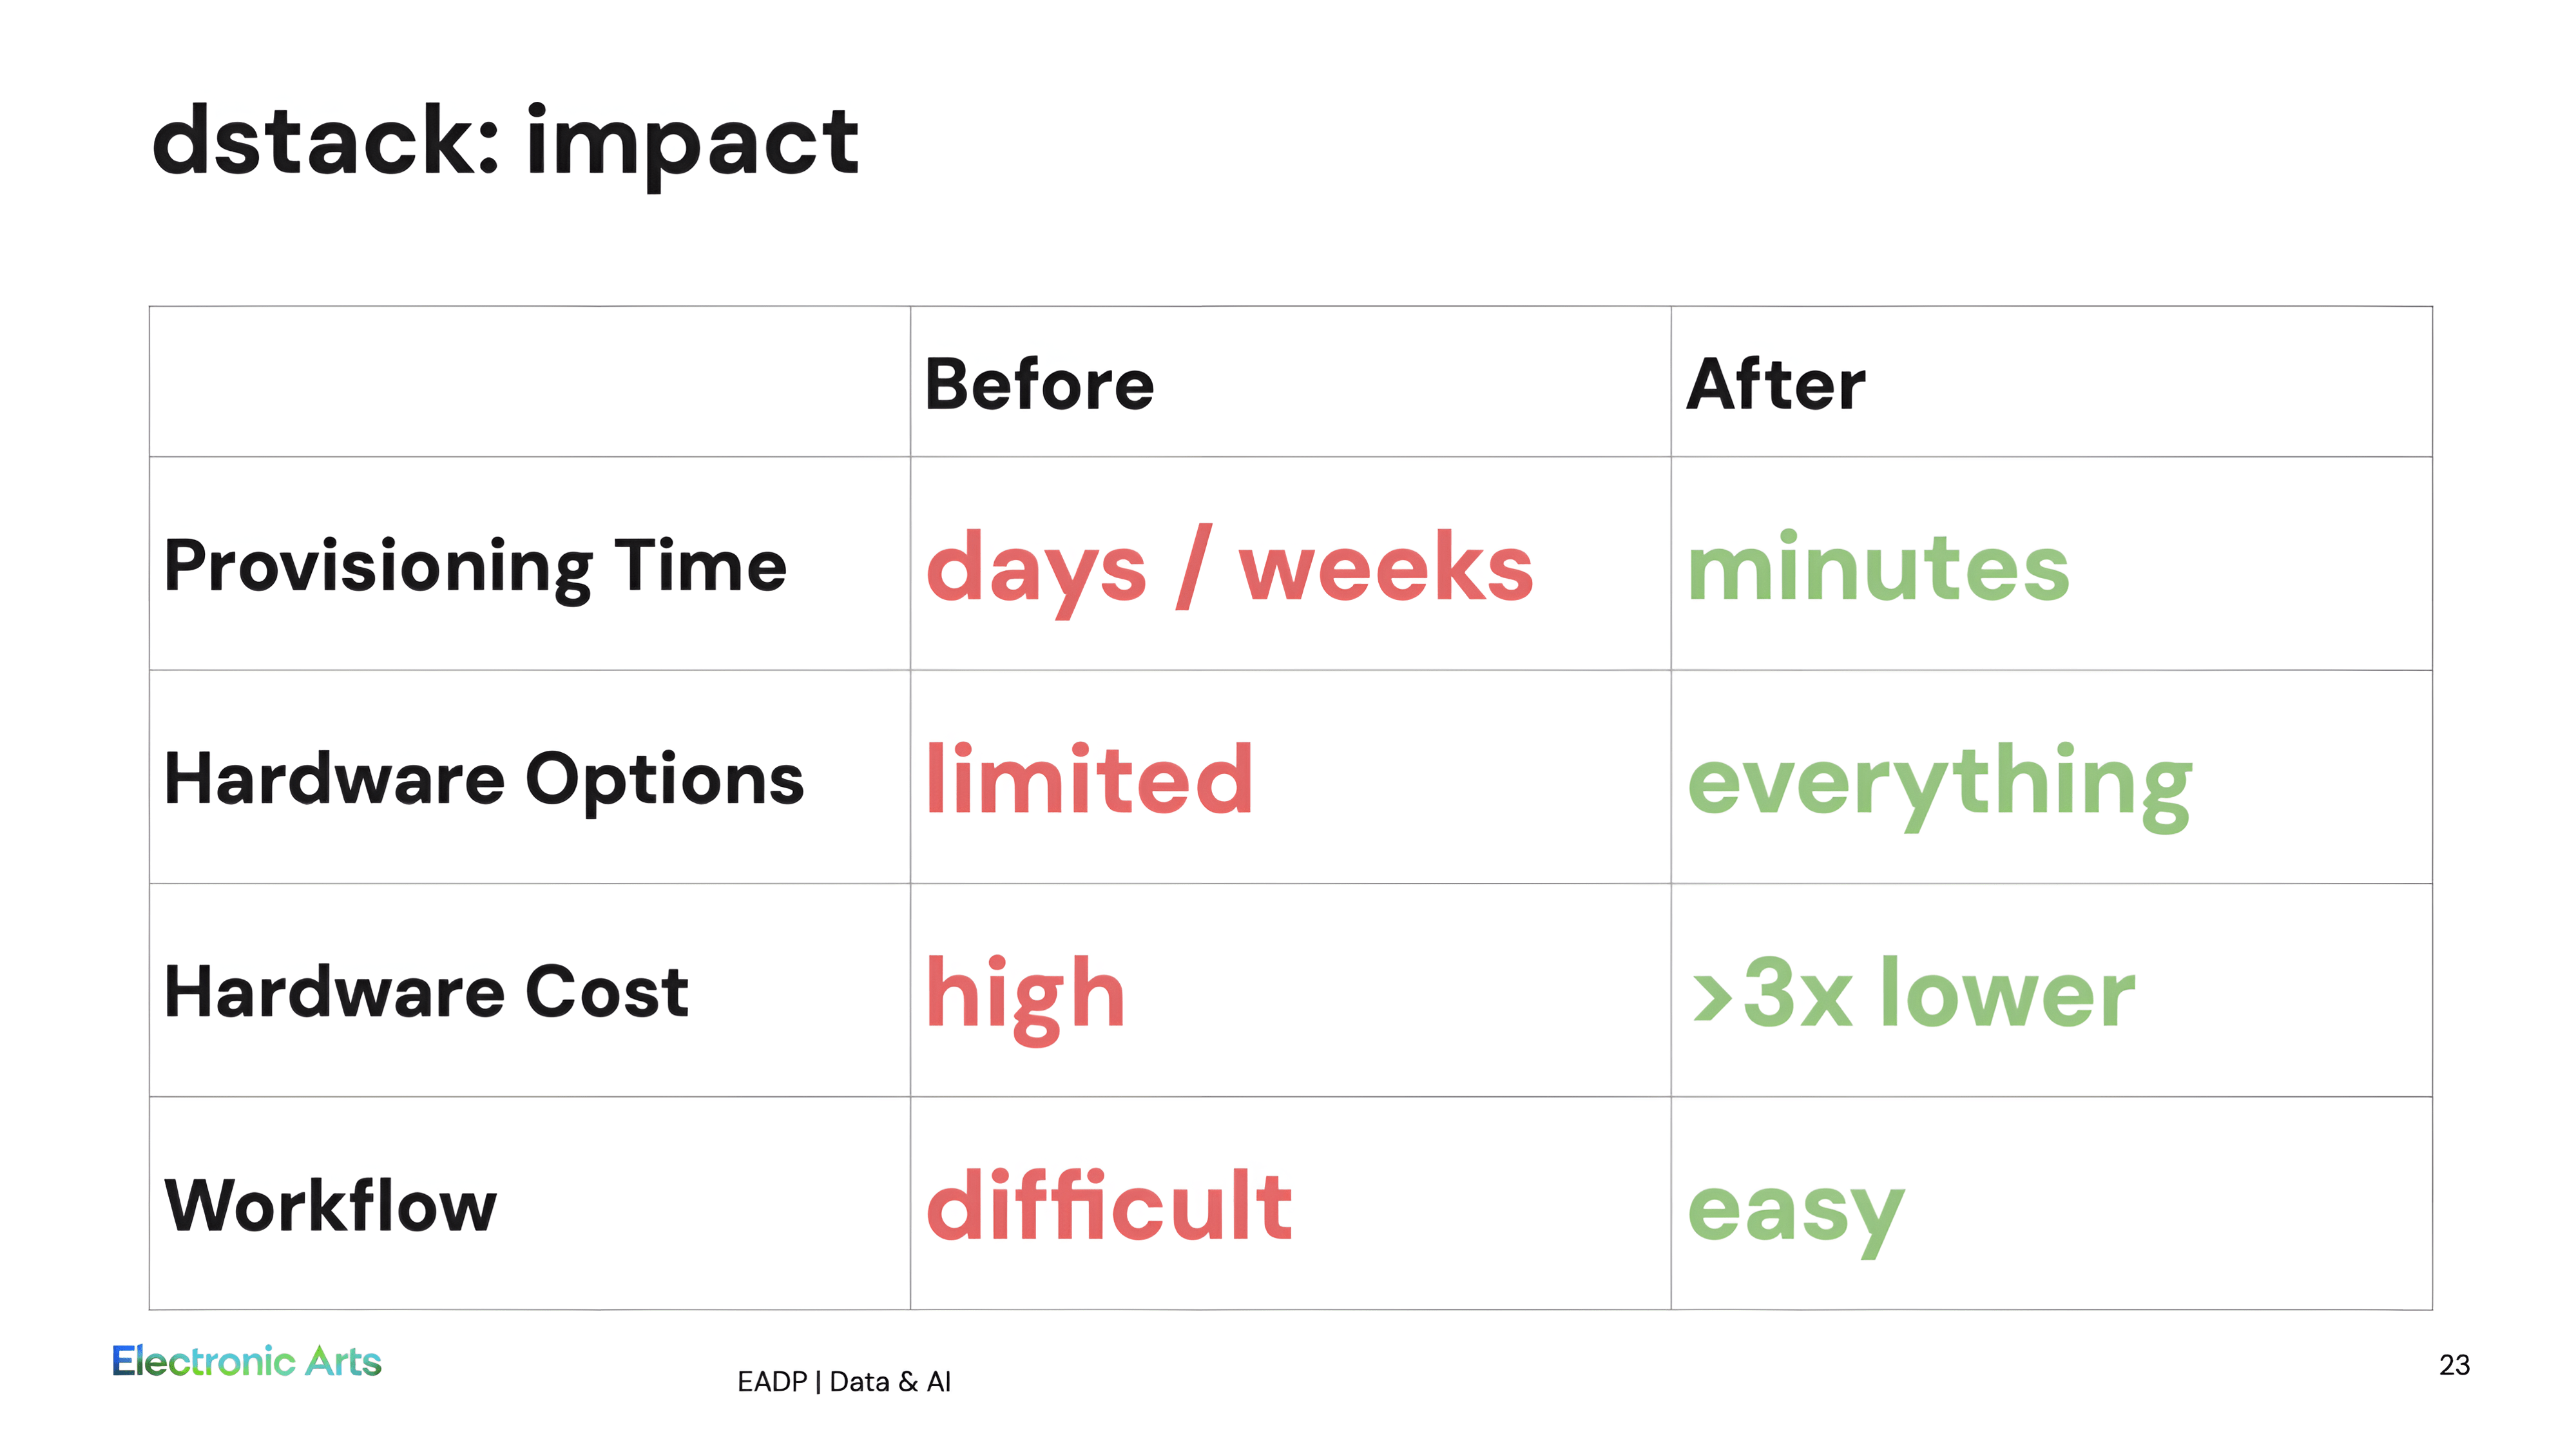 dstack: impact
Before After
Provisioning Time days / weeks minutes
Hardware Options limited everything
Hardware Cost high >3x lower
Workflow difficult easy
Electronic Arts
EADP | Data & AI
23